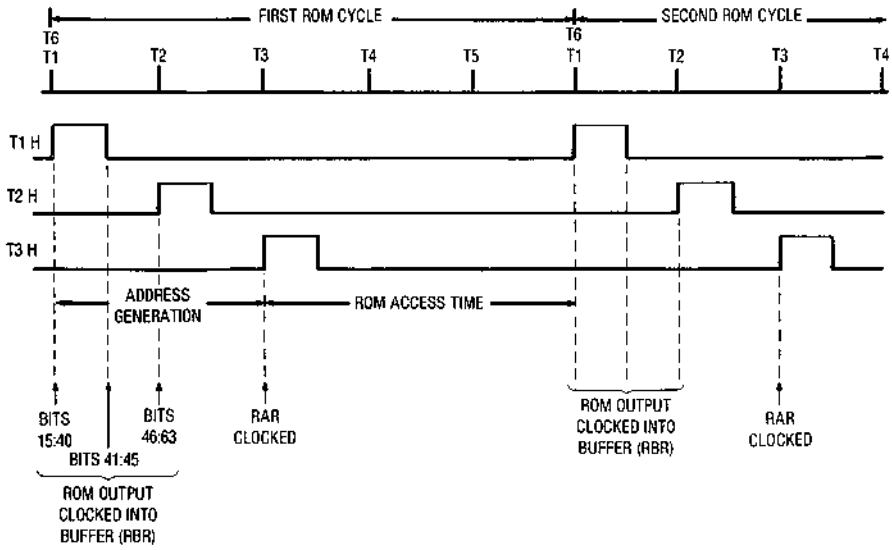 FIRST ROM CYCLE
SECOND ROM CYCLE
T6
T6
T1
T2
T3
T4
T5
T1
T2
T3
T4
T1 H
T2 H
T3 H
ADDRESS
GENERATION
ROM ACCESS TIME
BITS
15:40
BITS 41:45
BITS
46:63
RAR
CLOCKED
ROM OUTPUT
CLOCKED INTO
BUFFER (RBR)
ROM OUTPUT
CLOCKED INTO
BUFFER (RBR)
RAR
CLOCKED